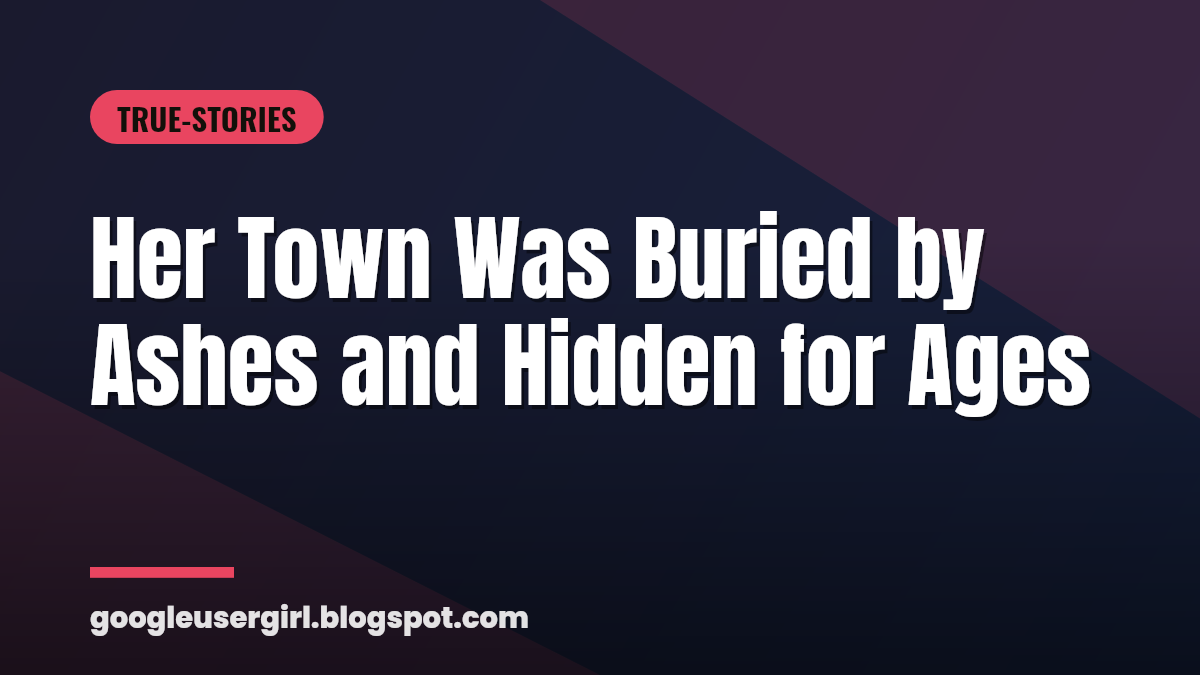 TRUE-STORIES
Her Town Was Buried by
Ashes and Hidden for Ages
googleusergirl.blogspot.com